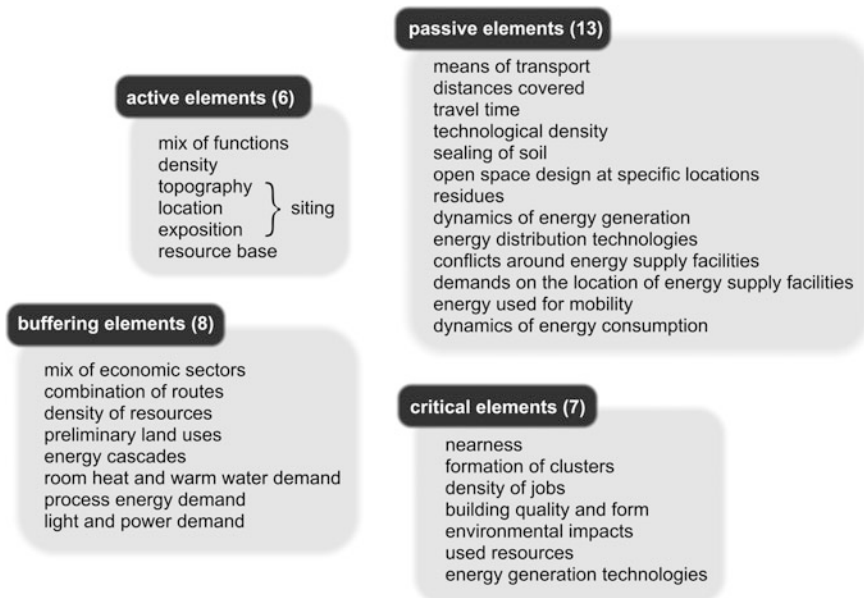 active elements (6)
mix of functions
density
topography
location
exposition
siting
resource base
passive elements (13)
means of transport
distances covered
travel time
technological density
sealing of soil
open space design at specific locations
residues
dynamics of energy generation
energy distribution technologies
conflicts around energy supply facilities
demands on the location of energy supply facilities
energy used for mobility
dynamics of energy consumption
buffering elements (8)
mix of economic sectors
combination of routes
density of resources
preliminary land uses
energy cascades
room heat and warm water demand
process energy demand
light and power demand
critical elements (7)
nearness
formation of clusters
density of jobs
building quality and form
environmental impacts
used resources
energy generation technologies